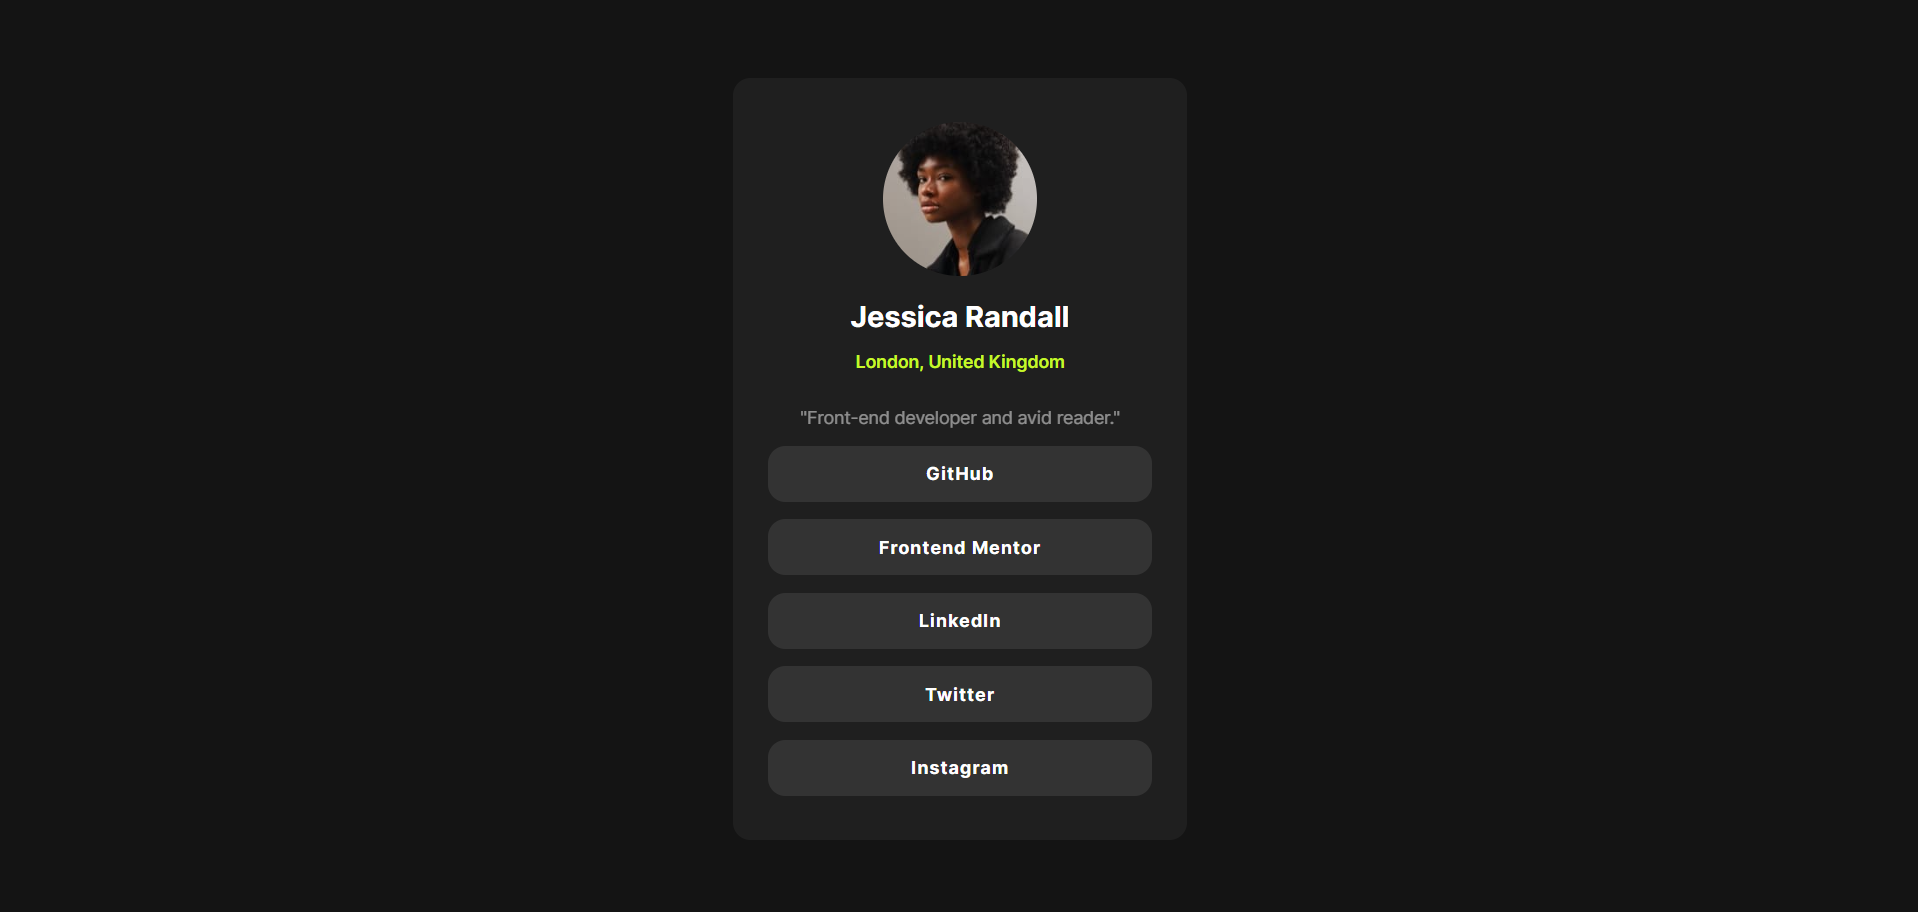 Jessica Randall
London, United Kingdom
"Front-end developer and avid reader."
GitHub
Frontend Mentor
LinkedIn
Twitter
Instagram